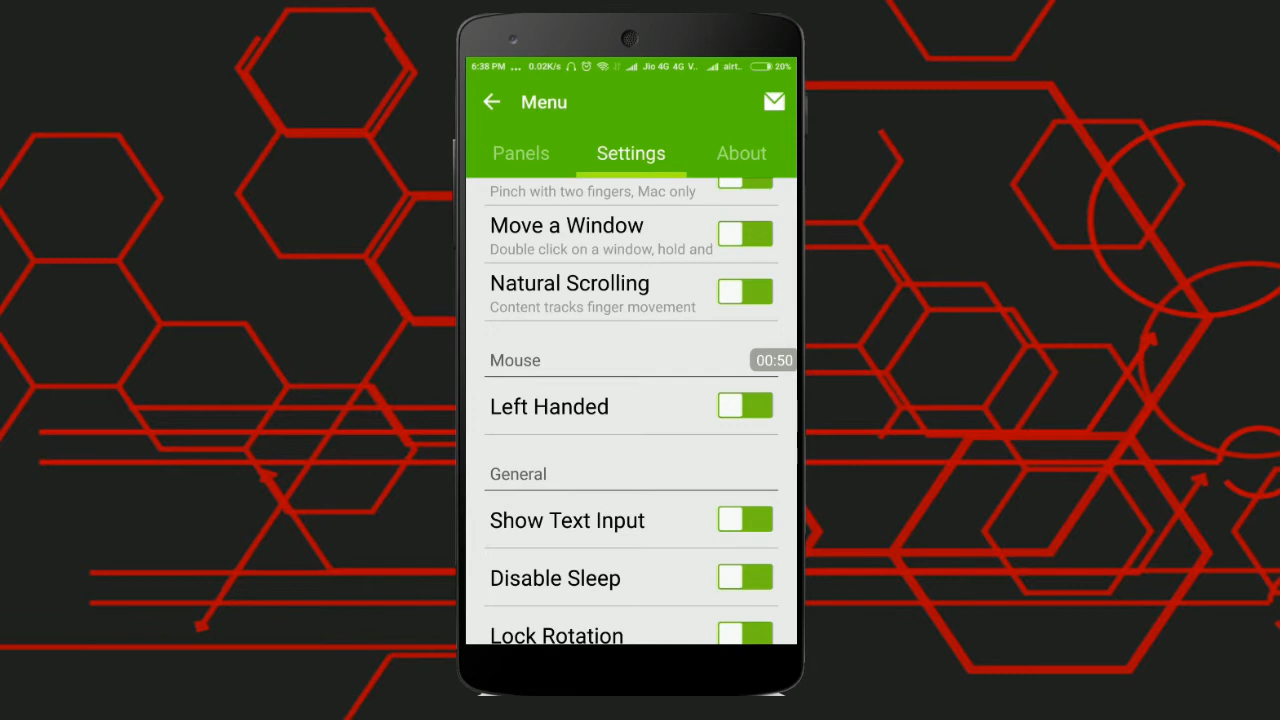 6:38 PM ... 0.02K/s Jio 4G 4G V.. airt.. 20%
Menu
Panels Settings About
Pinch with two fingers, Mac only
Move a Window
Double click on a window, hold and
Natural Scrolling
Content tracks finger movement
Mouse
00:50
Left Handed
General
Show Text Input
Disable Sleep
Lock Rotation